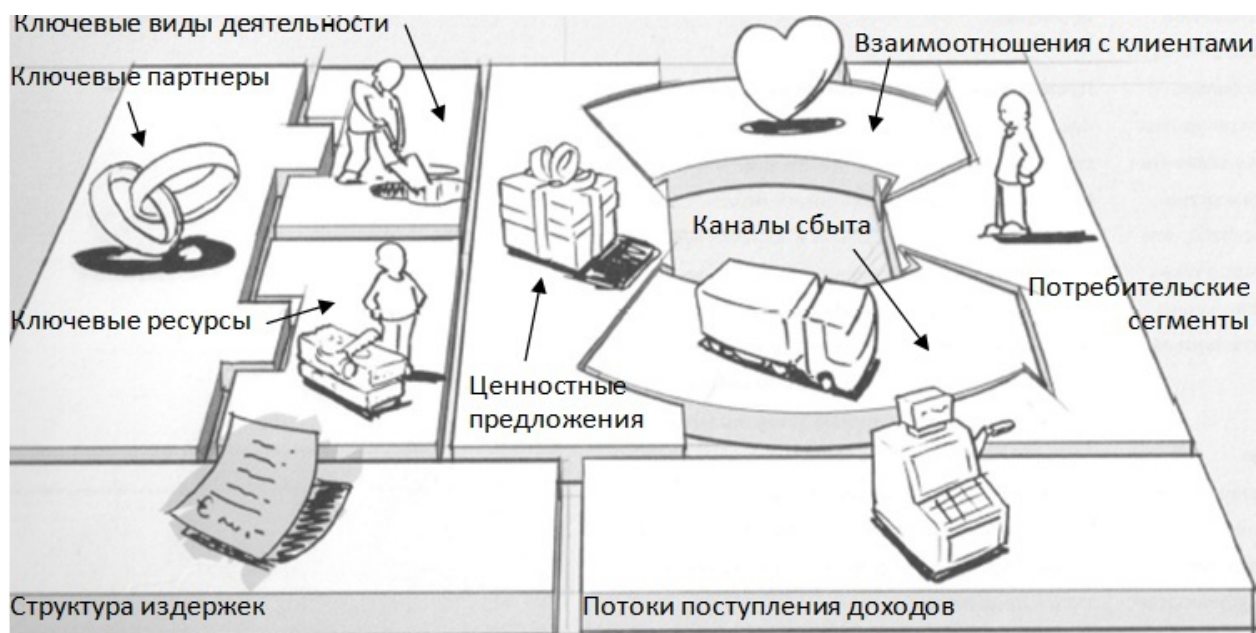 Ключевые виды деятельности
Взаимоотношения с клиентами
Ключевые партнеры
Каналы сбыта
Потребительские
сегменты
Ключевые ресурсы
Ценностные
предложения
Структура издержек
Потоки поступления доходов